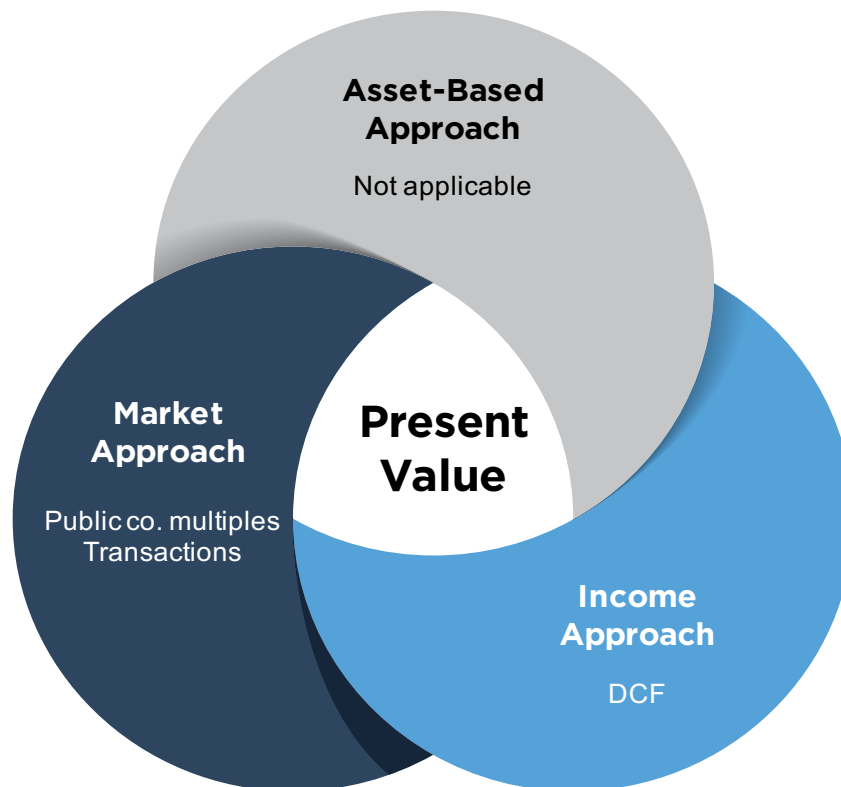 Asset-Based
Approach
Not applicable
Market
Approach
Public co. multiples
Transactions
Present
Value
Income
Approach
DCF